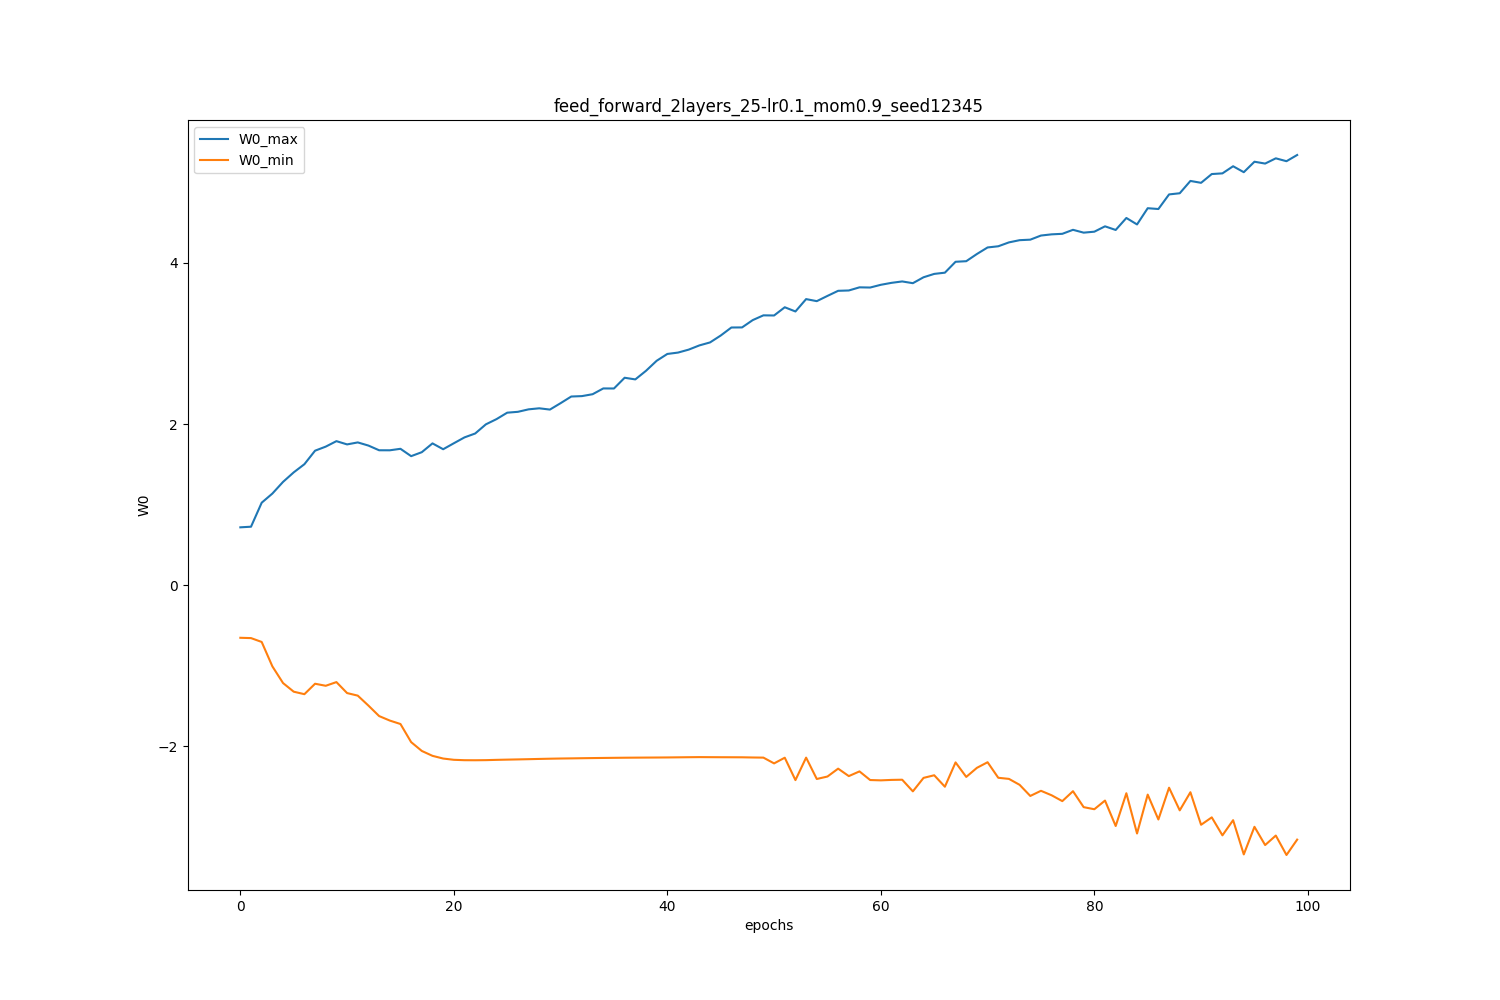 feed_forward_2layers_25-lr0.1_mom0.9_seed12345
W0_max
W0_min
W0
4
2
0
−2
0 20 40 60 80 100
epochs